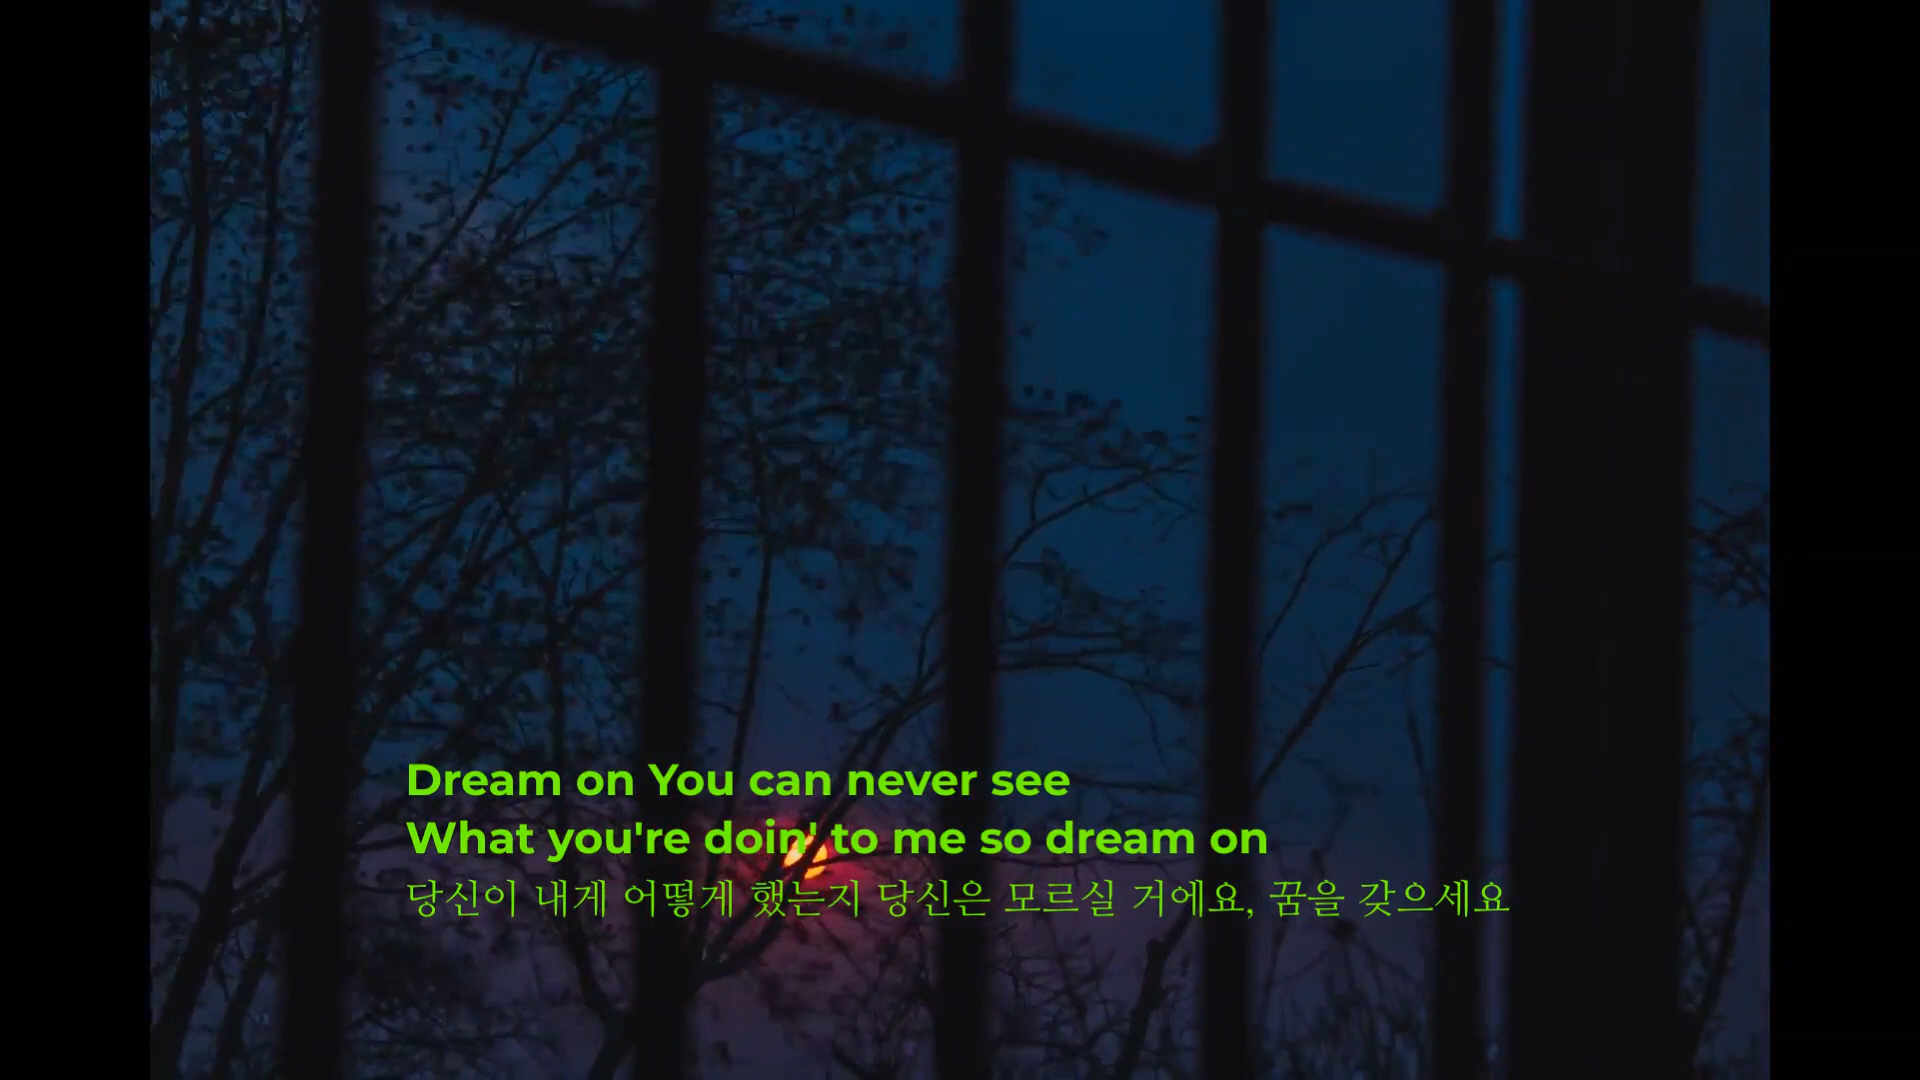 Dream on You can never see
What you're doin' to me so dream on
당신이 내게 어떻게 했는지 당신은 모르실 거에요, 꿈을 갖으세요